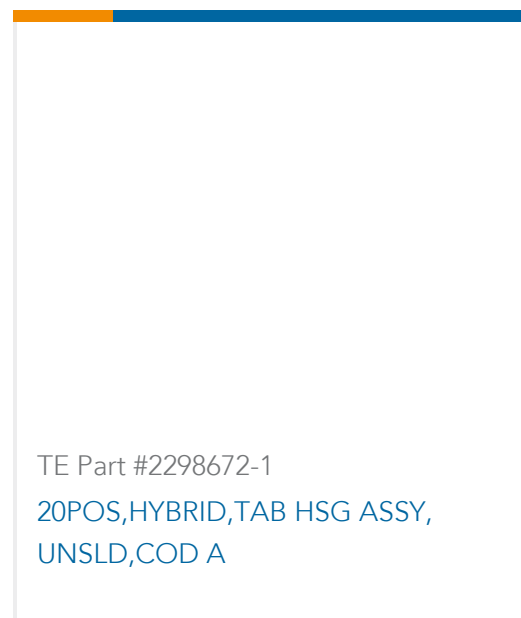 TE Part #2298672-1
20POS,HYBRID,TAB HSG ASSY,
UNSLD,COD A